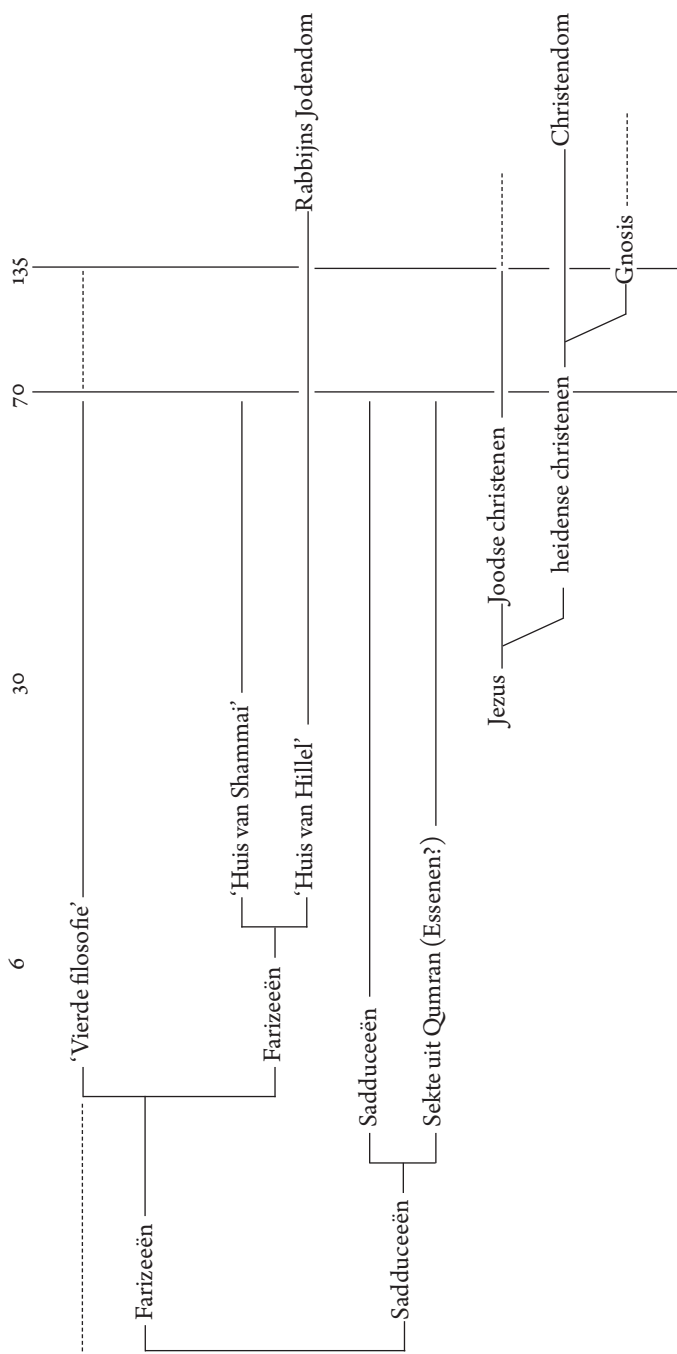 6
30
70
135
‘Vierde filosofie’
Farizeeën
Farizeeën
‘Huis van Shammai’
‘Huis van Hillel’
Rabbijns Jodendom
Sadduceeën
Sadduceeën
Sekte uit Qumran (Essenen?)
Jezus
Joodse christenen
heidense christenen
Christendom
Gnosis